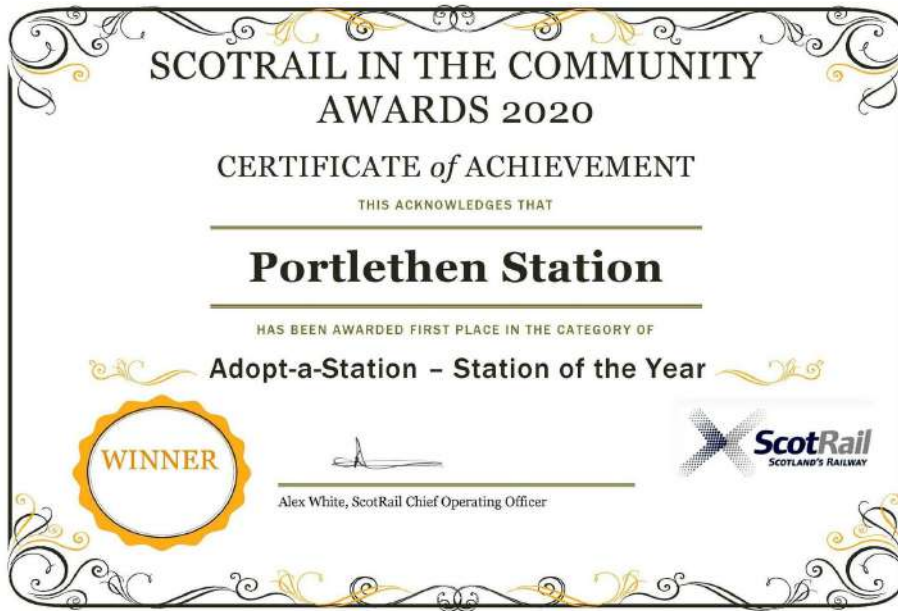 SCOTRAIL IN THE COMMUNITY
AWARDS 2020
CERTIFICATE of ACHIEVEMENT
THIS ACKNOWLEDGES THAT
Portlethen Station
HAS BEEN AWARDED FIRST PLACE IN THE CATEGORY OF
Adopt-a-Station – Station of the Year
WINNER
ScotRail
SCOTLAND'S RAILWAY
Alex White, ScotRail Chief Operating Officer